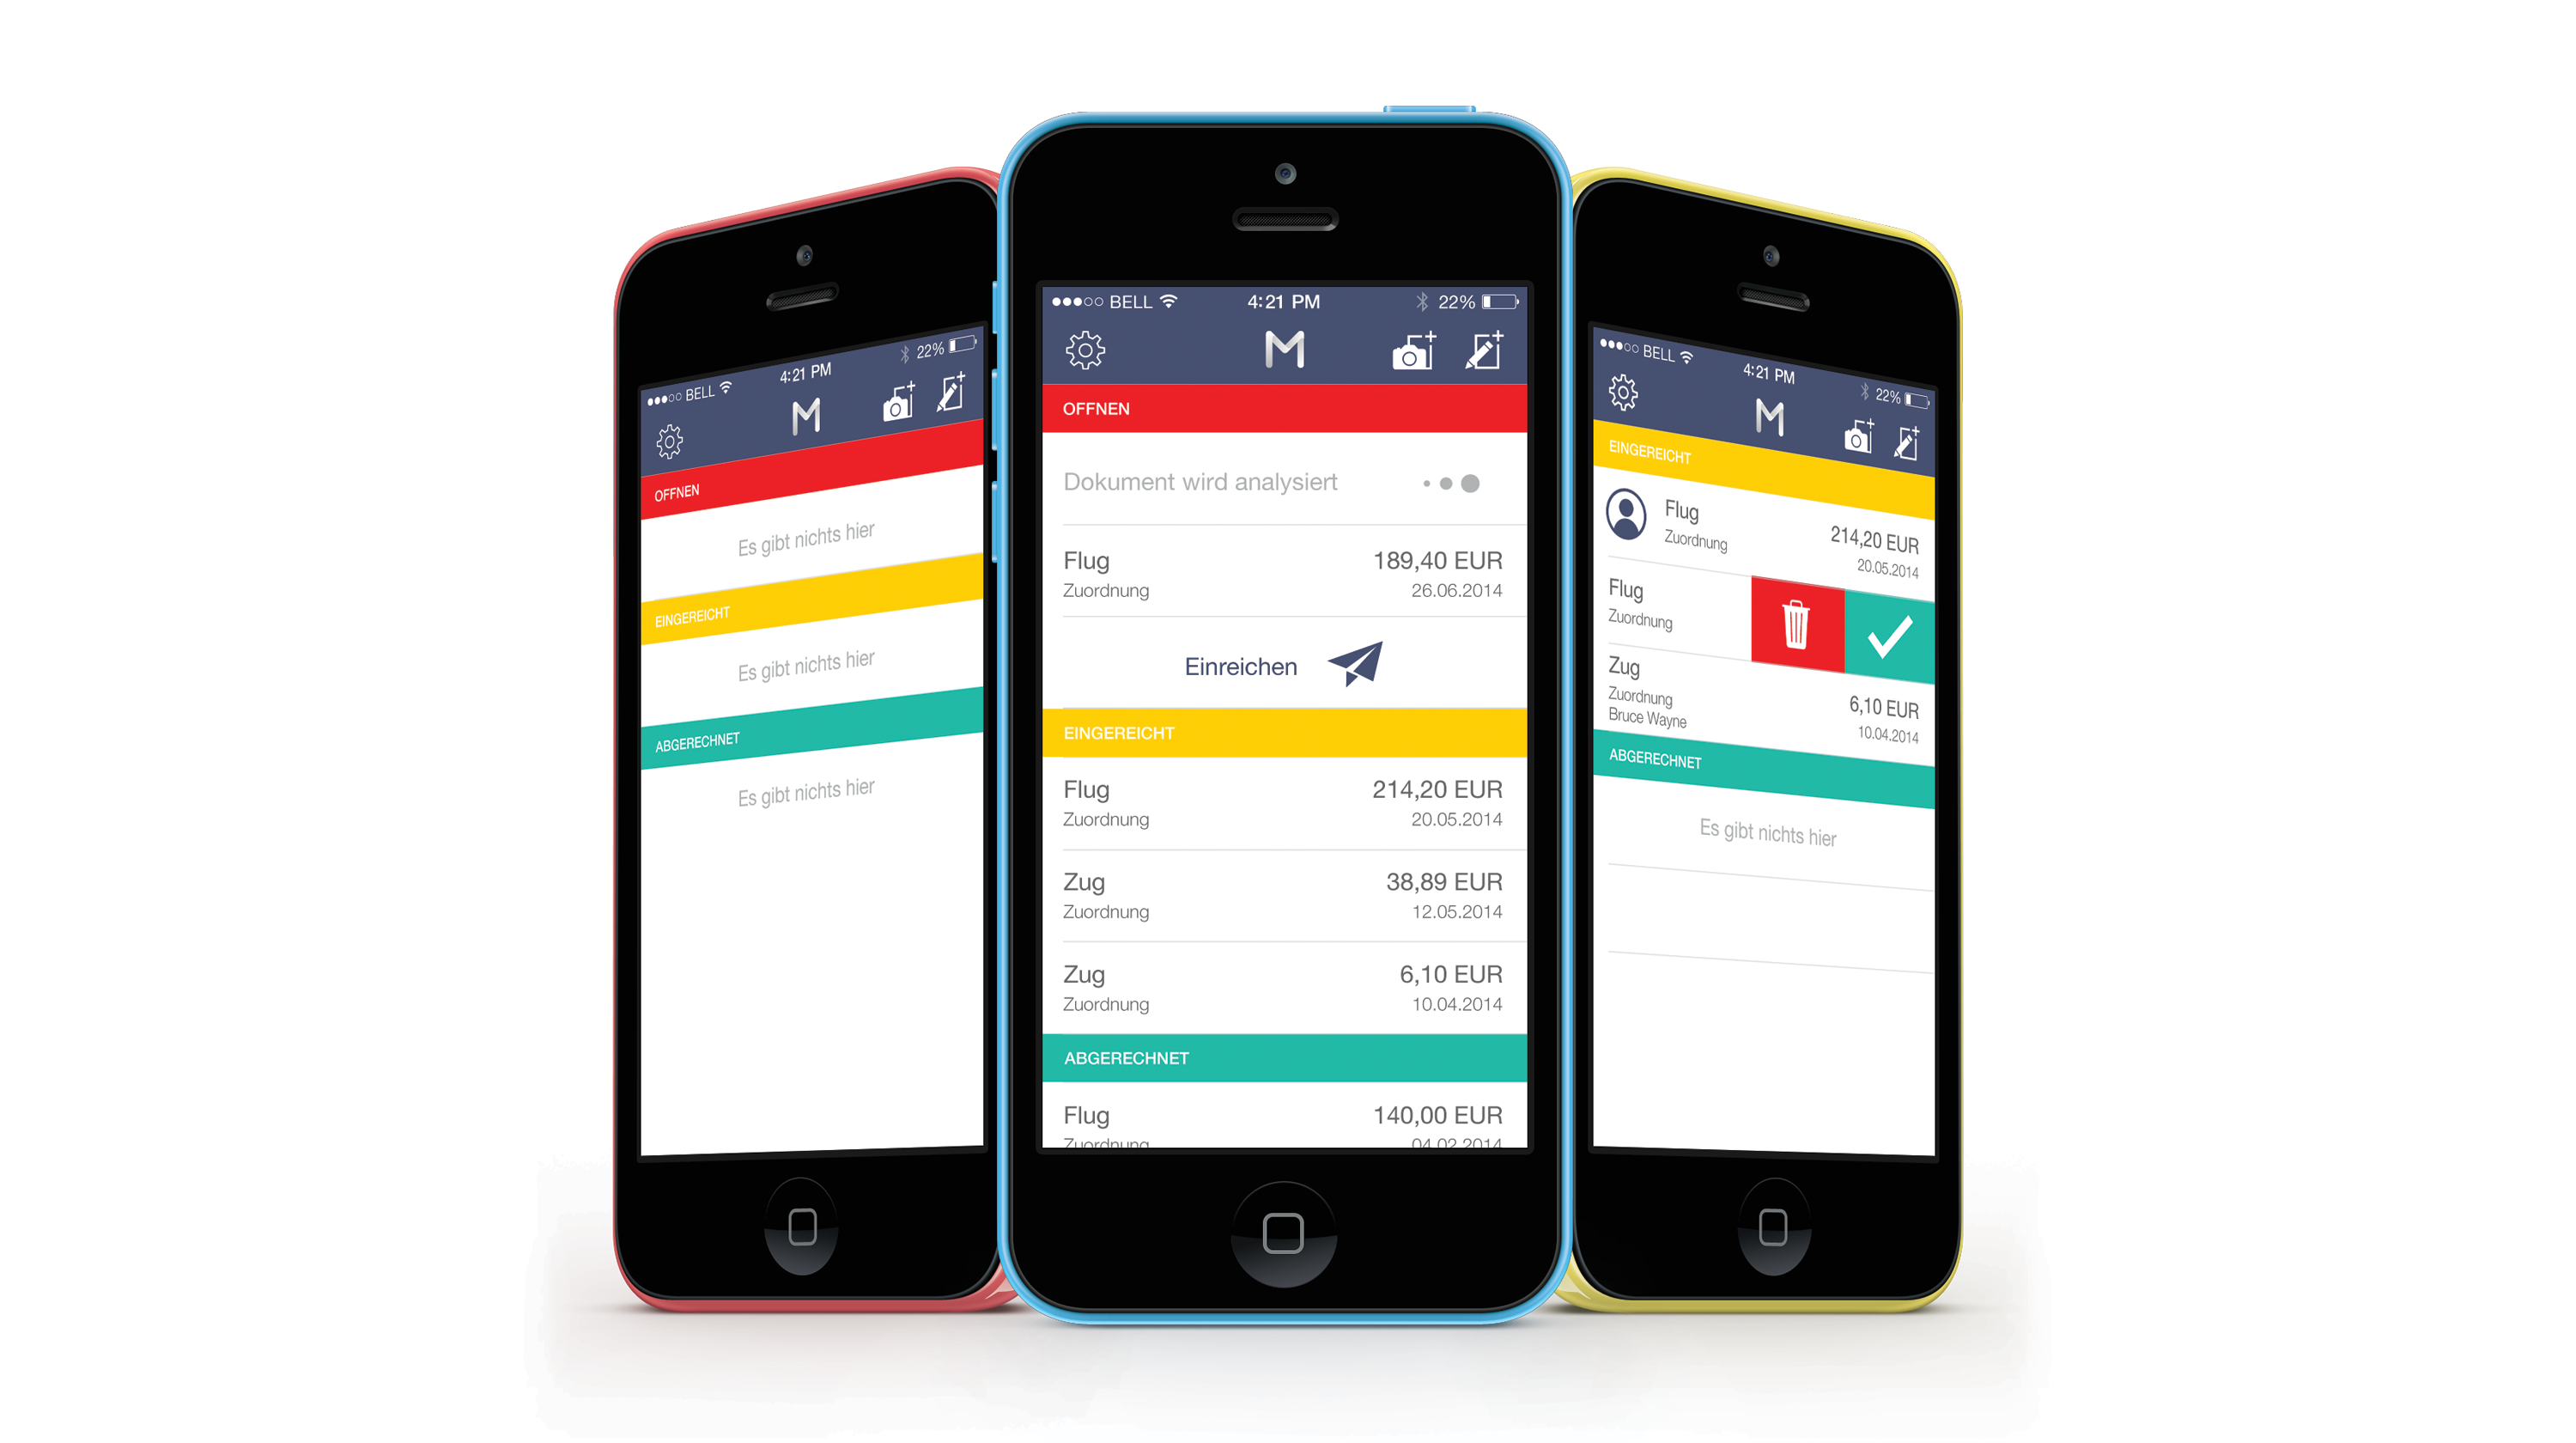 BELL 4:21 PM 22%
M
OFFNEN
Es gibt nichts hier
EINGEREICHT
Es gibt nichts hier
ABGERECHNET
Es gibt nichts hier
BELL 4:21 PM 22%
M
OFFNEN
Dokument wird analysiert
Flug 189,40 EUR
Zuordnung 26.06.2014
Einreichen
EINGEREICHT
Flug 214,20 EUR
Zuordnung 20.05.2014
Zug 38,89 EUR
Zuordnung 12.05.2014
Zug 6,10 EUR
Zuordnung 10.04.2014
ABGERECHNET
Flug 140,00 EUR
Zuordnung 04.02.2014
BELL 4:21 PM 22%
M
EINGEREICHT
Flug 214,20 EUR
Zuordnung 20.05.2014
Flug
Zuordnung
Zug 6,10 EUR
Zuordnung
Bruce Wayne 10.04.2014
ABGERECHNET
Es gibt nichts hier